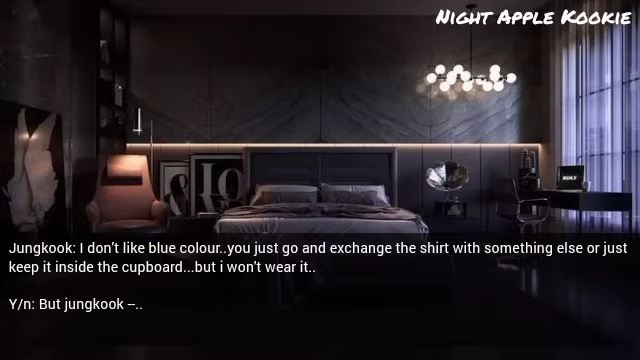 Night Apple Kookie
&
Jungkook: I don't like blue colour..you just go and exchange the shirt with something else or just
keep it inside the cupboard...but i won't wear it..
Y/n: But jungkook --..